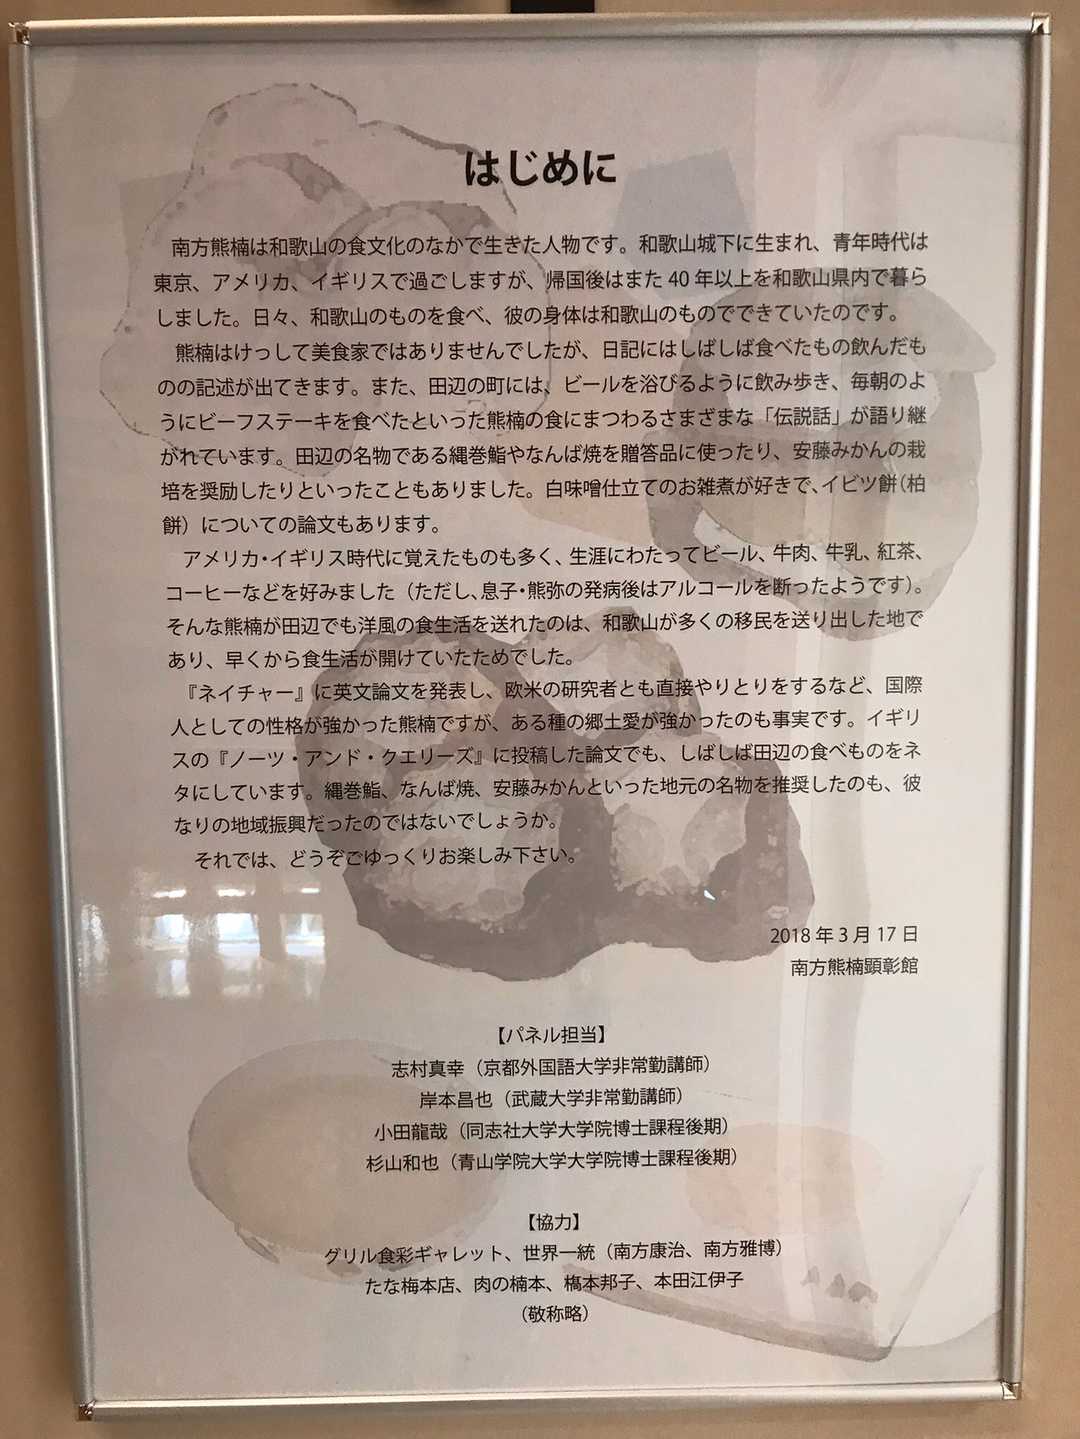 はじめに
南方熊楠は和歌山の食文化のなかで生きた人物です。和歌山城下に生まれ、青年時代は
東京、アメリカ、イギリスで過ごしますが、帰国後はまた 40 年以上を和歌山県内で暮ら
しました。日々、和歌山のものを食べ、彼の身体は和歌山のものでできていたのです。
熊楠はけっして美食家ではありませんでしたが、日記にはしばしば食べたもの飲んだも
のの記述が出てきます。また、田辺の町には、ビールを浴びるように飲み歩き、毎朝のよ
うにビーフステーキを食べたといった熊楠の食にまつわるさまざまな「伝説話」が語り継
がれています。田辺の名物である縄巻鮨やなんば焼を贈答品に使ったり、安藤みかんの栽
培を奨励したりといったこともありました。白味噌仕立てのお雑煮が好きで、イビツ餅（柏
餅）についての論文もあります。
アメリカ・イギリス時代に覚えたものも多く、生涯にわたってビール、牛肉、牛乳、紅茶、
コーヒーなどを好みました（ただし、息子・熊弥の発病後はアルコールを断ったようです）。
そんな熊楠が田辺でも洋風の食生活を送れたのは、和歌山が多くの移民を送り出した地で
あり、早くから食生活が開けていたためでした。
『ネイチャー』に英文論文を発表し、欧米の研究者とも直接やりとりをするなど、国際
人としての性格が強かった熊楠ですが、ある種の郷土愛が強かったのも事実です。イギリ
スの『ノーツ・アンド・クエリーズ』に投稿した論文でも、しばしば田辺の食べものをネ
タにしています。縄巻鮨、なんば焼、安藤みかんといった地元の名物を推奨したのも、彼
なりの地域振興だったのではないでしょうか。
それでは、どうぞごゆっくりお楽しみ下さい。
2018 年 3 月 17 日
南方熊楠顕彰館
【パネル担当】
志村真幸（京都外国語大学非常勤講師）
岸本昌也（武蔵大学非常勤講師）
小田龍哉（同志社大学大学院博士課程後期）
杉山和也（青山学院大学大学院博士課程後期）
【協力】
グリル食彩ギャレット、世界一統（南方康治、南方雅博）
たな梅本店、肉の楠本、橋本邦子、本田江伊子
（敬称略）